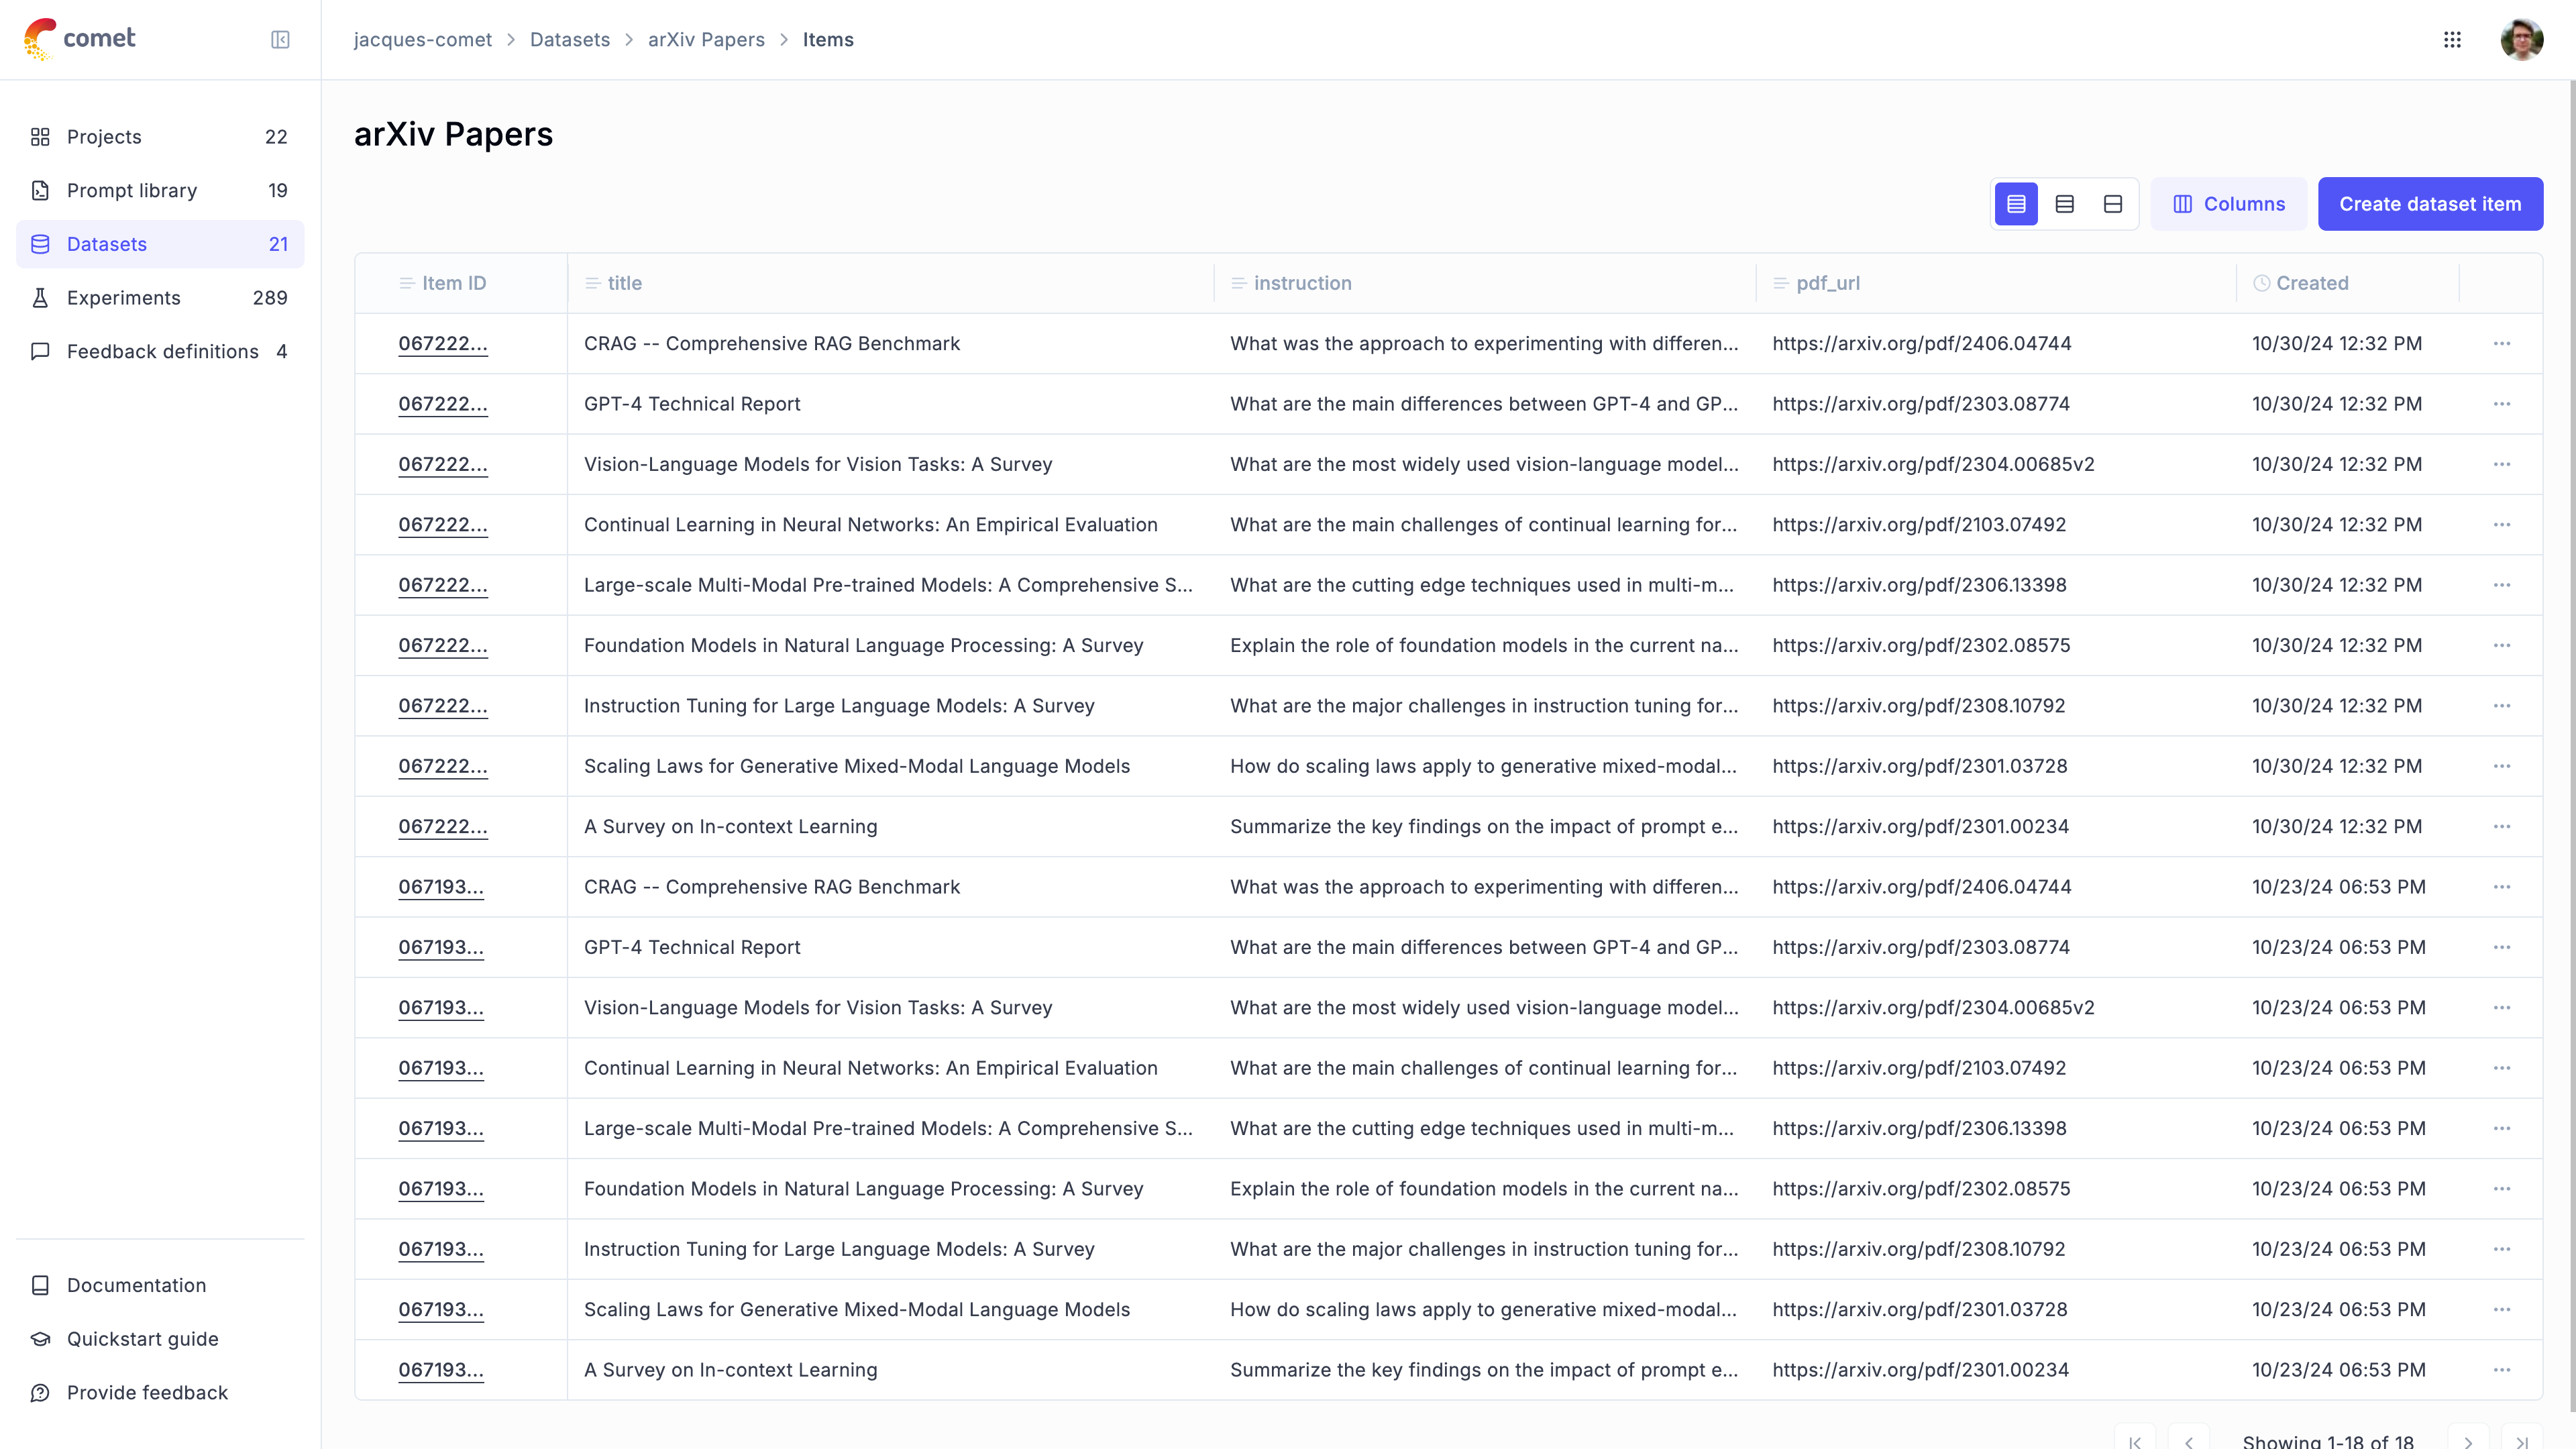 comet
jacques-comet > Datasets > arXiv Papers > Items
Projects 22
Prompt library 19
Datasets 21
Experiments 289
Feedback definitions 4
arXiv Papers
Columns Create dataset item
Item ID title instruction pdf_url Created
067222... CRAG -- Comprehensive RAG Benchmark What was the approach to experimenting with differen... https://arxiv.org/pdf/2406.04744 10/30/24 12:32 PM
067222... GPT-4 Technical Report What are the main differences between GPT-4 and GP... https://arxiv.org/pdf/2303.08774 10/30/24 12:32 PM
067222... Vision-Language Models for Vision Tasks: A Survey What are the most widely used vision-language model... https://arxiv.org/pdf/2304.00685v2 10/30/24 12:32 PM
067222... Continual Learning in Neural Networks: An Empirical Evaluation What are the main challenges of continual learning for... https://arxiv.org/pdf/2103.07492 10/30/24 12:32 PM
067222... Large-scale Multi-Modal Pre-trained Models: A Comprehensive S... What are the cutting edge techniques used in multi-m... https://arxiv.org/pdf/2306.13398 10/30/24 12:32 PM
067222... Foundation Models in Natural Language Processing: A Survey Explain the role of foundation models in the current na... https://arxiv.org/pdf/2302.08575 10/30/24 12:32 PM
067222... Instruction Tuning for Large Language Models: A Survey What are the major challenges in instruction tuning for... https://arxiv.org/pdf/2308.10792 10/30/24 12:32 PM
067222... Scaling Laws for Generative Mixed-Modal Language Models How do scaling laws apply to generative mixed-modal... https://arxiv.org/pdf/2301.03728 10/30/24 12:32 PM
067222... A Survey on In-context Learning Summarize the key findings on the impact of prompt e... https://arxiv.org/pdf/2301.00234 10/30/24 12:32 PM
067193... CRAG -- Comprehensive RAG Benchmark What was the approach to experimenting with differen... https://arxiv.org/pdf/2406.04744 10/23/24 06:53 PM
067193... GPT-4 Technical Report What are the main differences between GPT-4 and GP... https://arxiv.org/pdf/2303.08774 10/23/24 06:53 PM
067193... Vision-Language Models for Vision Tasks: A Survey What are the most widely used vision-language model... https://arxiv.org/pdf/2304.00685v2 10/23/24 06:53 PM
067193... Continual Learning in Neural Networks: An Empirical Evaluation What are the main challenges of continual learning for... https://arxiv.org/pdf/2103.07492 10/23/24 06:53 PM
067193... Large-scale Multi-Modal Pre-trained Models: A Comprehensive S... What are the cutting edge techniques used in multi-m... https://arxiv.org/pdf/2306.13398 10/23/24 06:53 PM
067193... Foundation Models in Natural Language Processing: A Survey Explain the role of foundation models in the current na... https://arxiv.org/pdf/2302.08575 10/23/24 06:53 PM
067193... Instruction Tuning for Large Language Models: A Survey What are the major challenges in instruction tuning for... https://arxiv.org/pdf/2308.10792 10/23/24 06:53 PM
067193... Scaling Laws for Generative Mixed-Modal Language Models How do scaling laws apply to generative mixed-modal... https://arxiv.org/pdf/2301.03728 10/23/24 06:53 PM
067193... A Survey on In-context Learning Summarize the key findings on the impact of prompt e... https://arxiv.org/pdf/2301.00234 10/23/24 06:53 PM
Documentation
Quickstart guide
Provide feedback
Showing 1-18 of 18